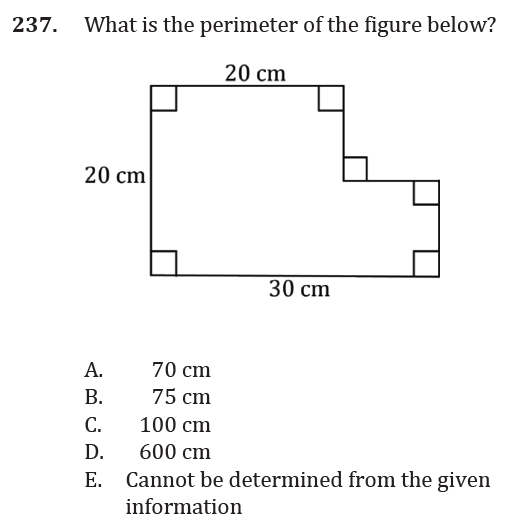 237. What is the perimeter of the figure below?
20 cm
20 cm
30 cm
A. 70 cm
B. 75 cm
C. 100 cm
D. 600 cm
E. Cannot be determined from the given
information